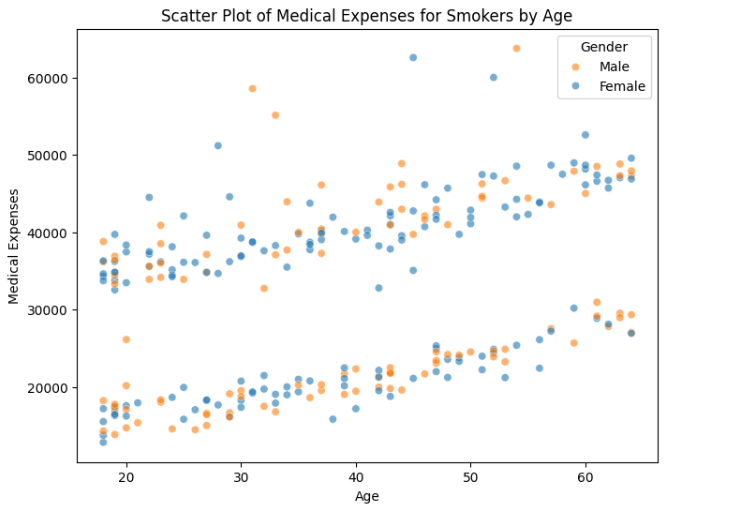 Scatter Plot of Medical Expenses for Smokers by Age
Gender
Male
Female
Medical Expenses
60000
50000
40000
30000
20000
20
30
40
50
60
Age